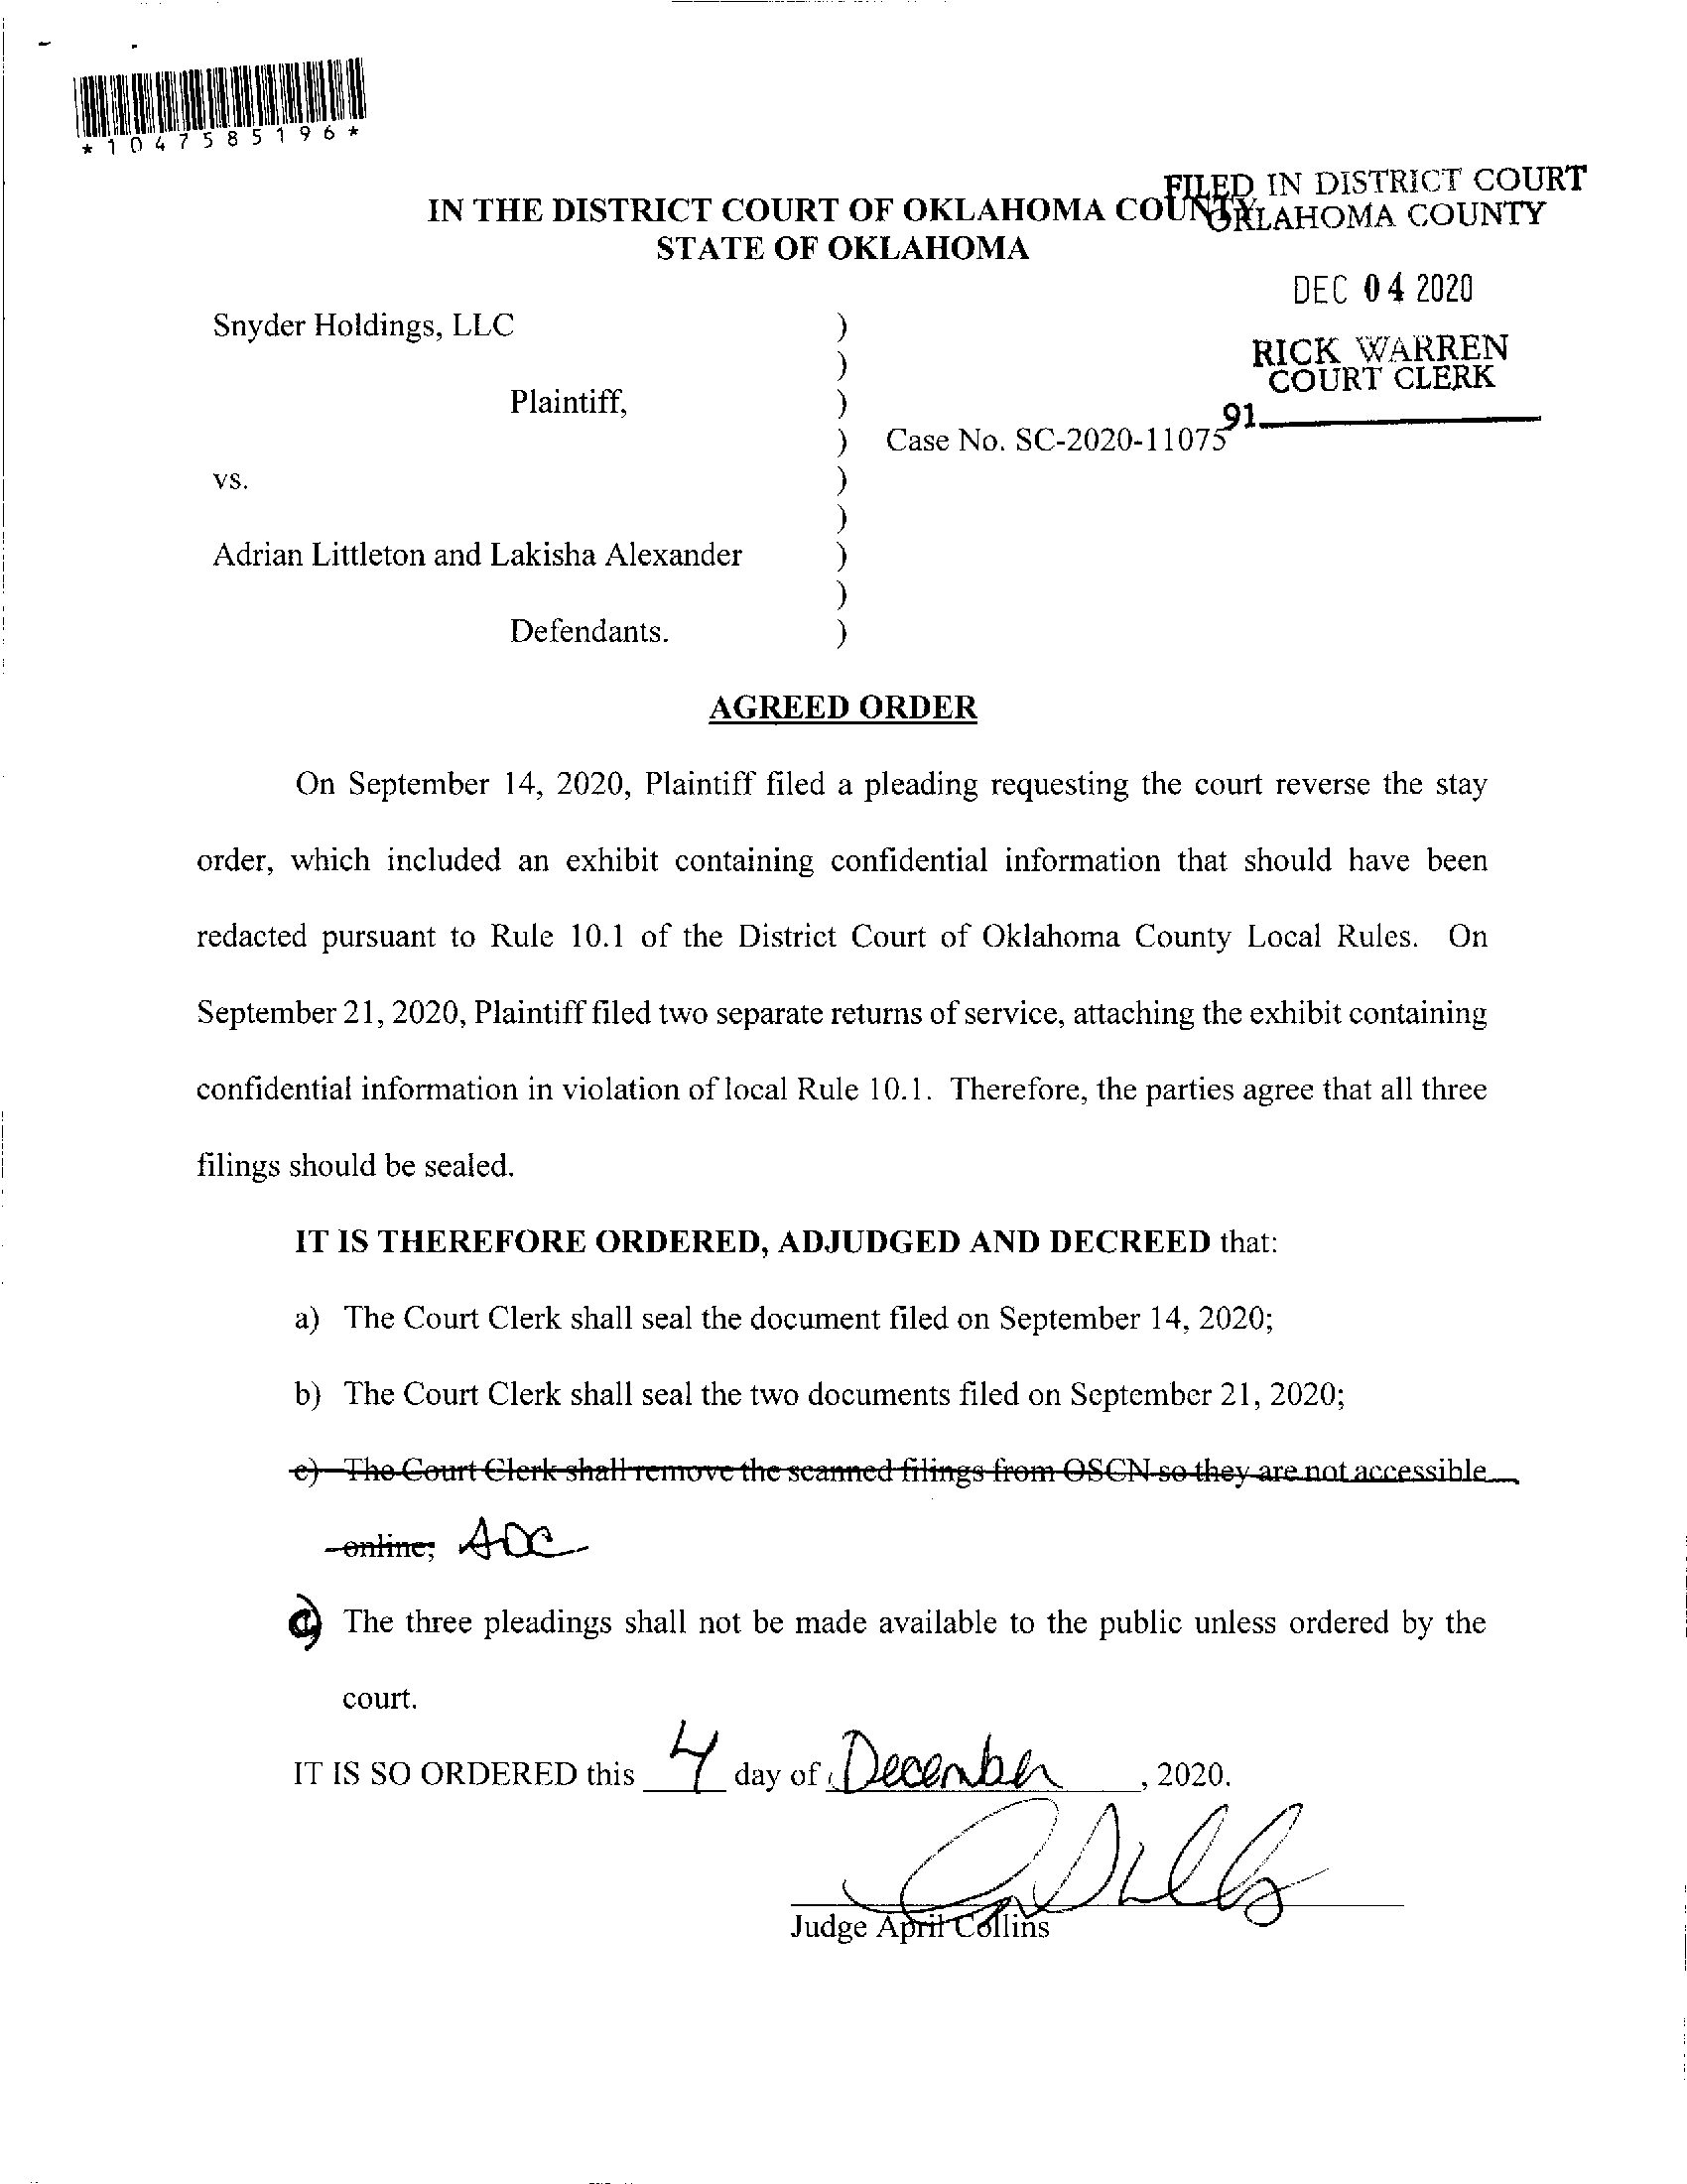 *1047585196*
FILED IN DISTRICT COURT
OKLAHOMA COUNTY
IN THE DISTRICT COURT OF OKLAHOMA COUNTY
STATE OF OKLAHOMA
DEC 04 2020
RICK WARREN
COURT CLERK
91
Snyder Holdings, LLC )
)
Plaintiff, )
) Case No. SC-2020-11075
vs. )
)
Adrian Littleton and Lakisha Alexander )
)
Defendants. )
AGREED ORDER
On September 14, 2020, Plaintiff filed a pleading requesting the court reverse the stay
order, which included an exhibit containing confidential information that should have been
redacted pursuant to Rule 10.1 of the District Court of Oklahoma County Local Rules. On
September 21, 2020, Plaintiff filed two separate returns of service, attaching the exhibit containing
confidential information in violation of local Rule 10.1. Therefore, the parties agree that all three
filings should be sealed.
IT IS THEREFORE ORDERED, ADJUDGED AND DECREED that:
a) The Court Clerk shall seal the document filed on September 14, 2020;
b) The Court Clerk shall seal the two documents filed on September 21, 2020;
c) The Court Clerk shall remove the scanned filings from OSCN so they are not accessible
online; ADC
c) The three pleadings shall not be made available to the public unless ordered by the
court.
IT IS SO ORDERED this 4 day of December, 2020.
Judge April Collins